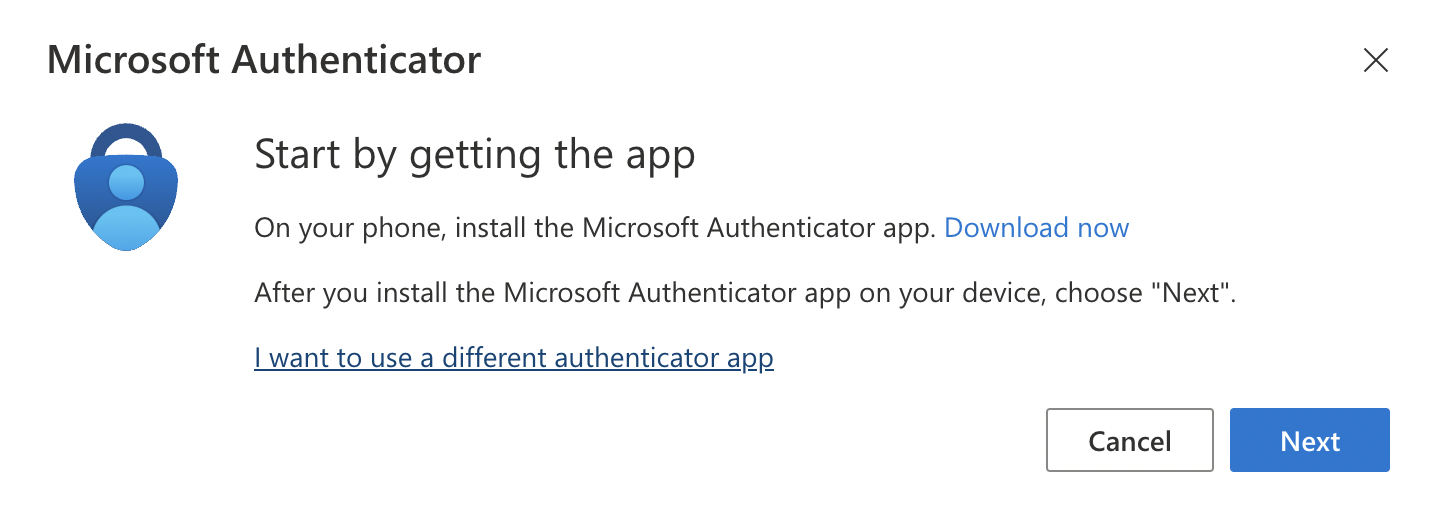 Microsoft Authenticator
Start by getting the app
On your phone, install the Microsoft Authenticator app. Download now
After you install the Microsoft Authenticator app on your device, choose "Next".
I want to use a different authenticator app
Cancel Next